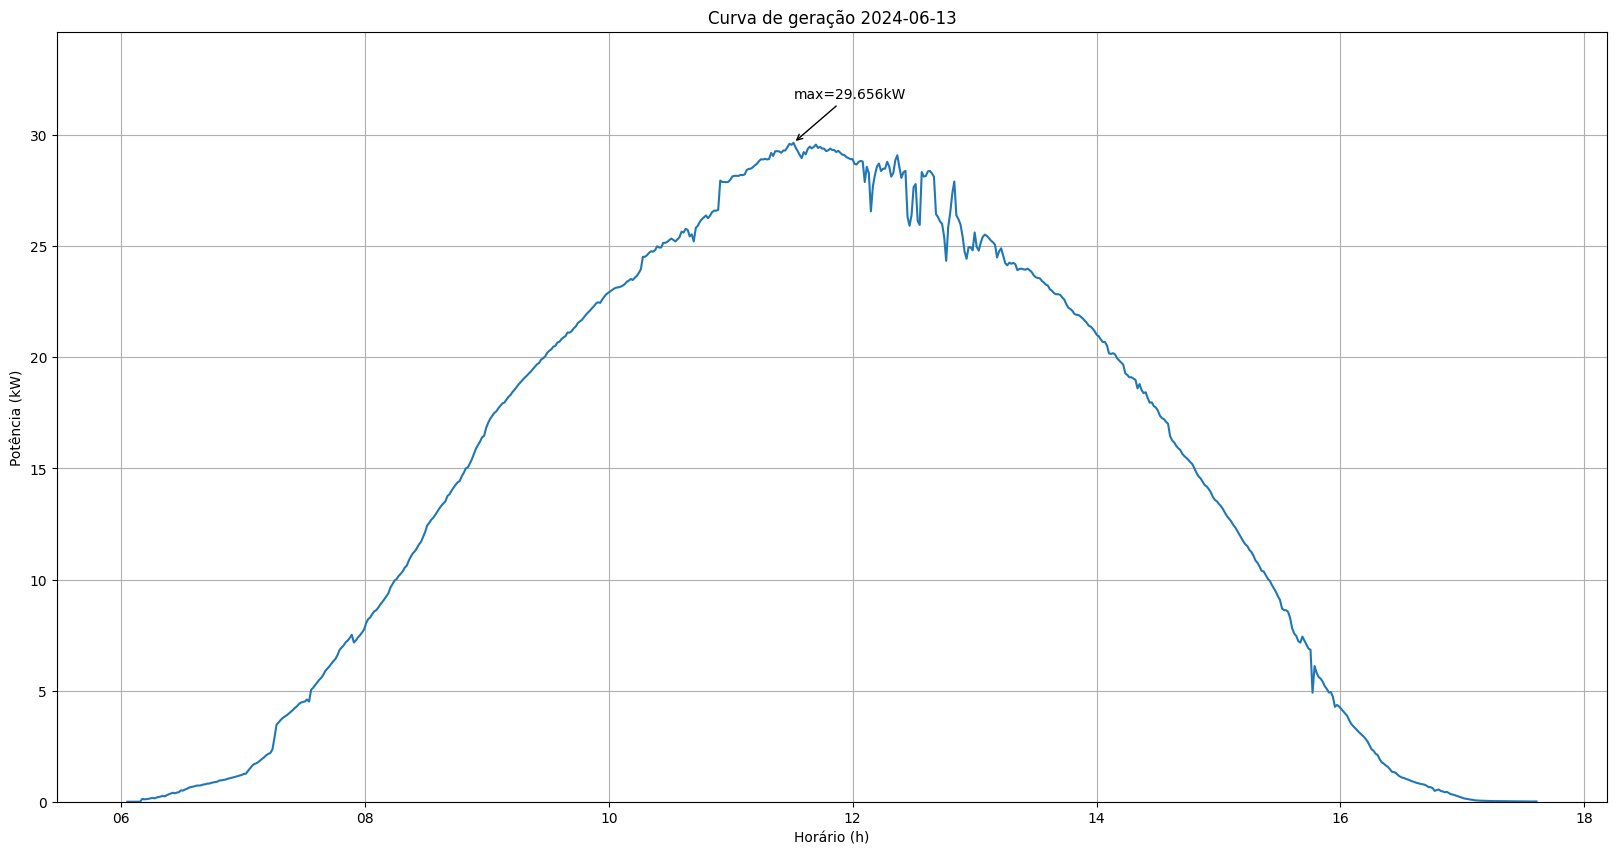 Curva de geração 2024-06-13
max=29.656kW
30
25
20
15
10
5
0
Potência (kW)
06 08 10 12 14 16 18
Horário (h)